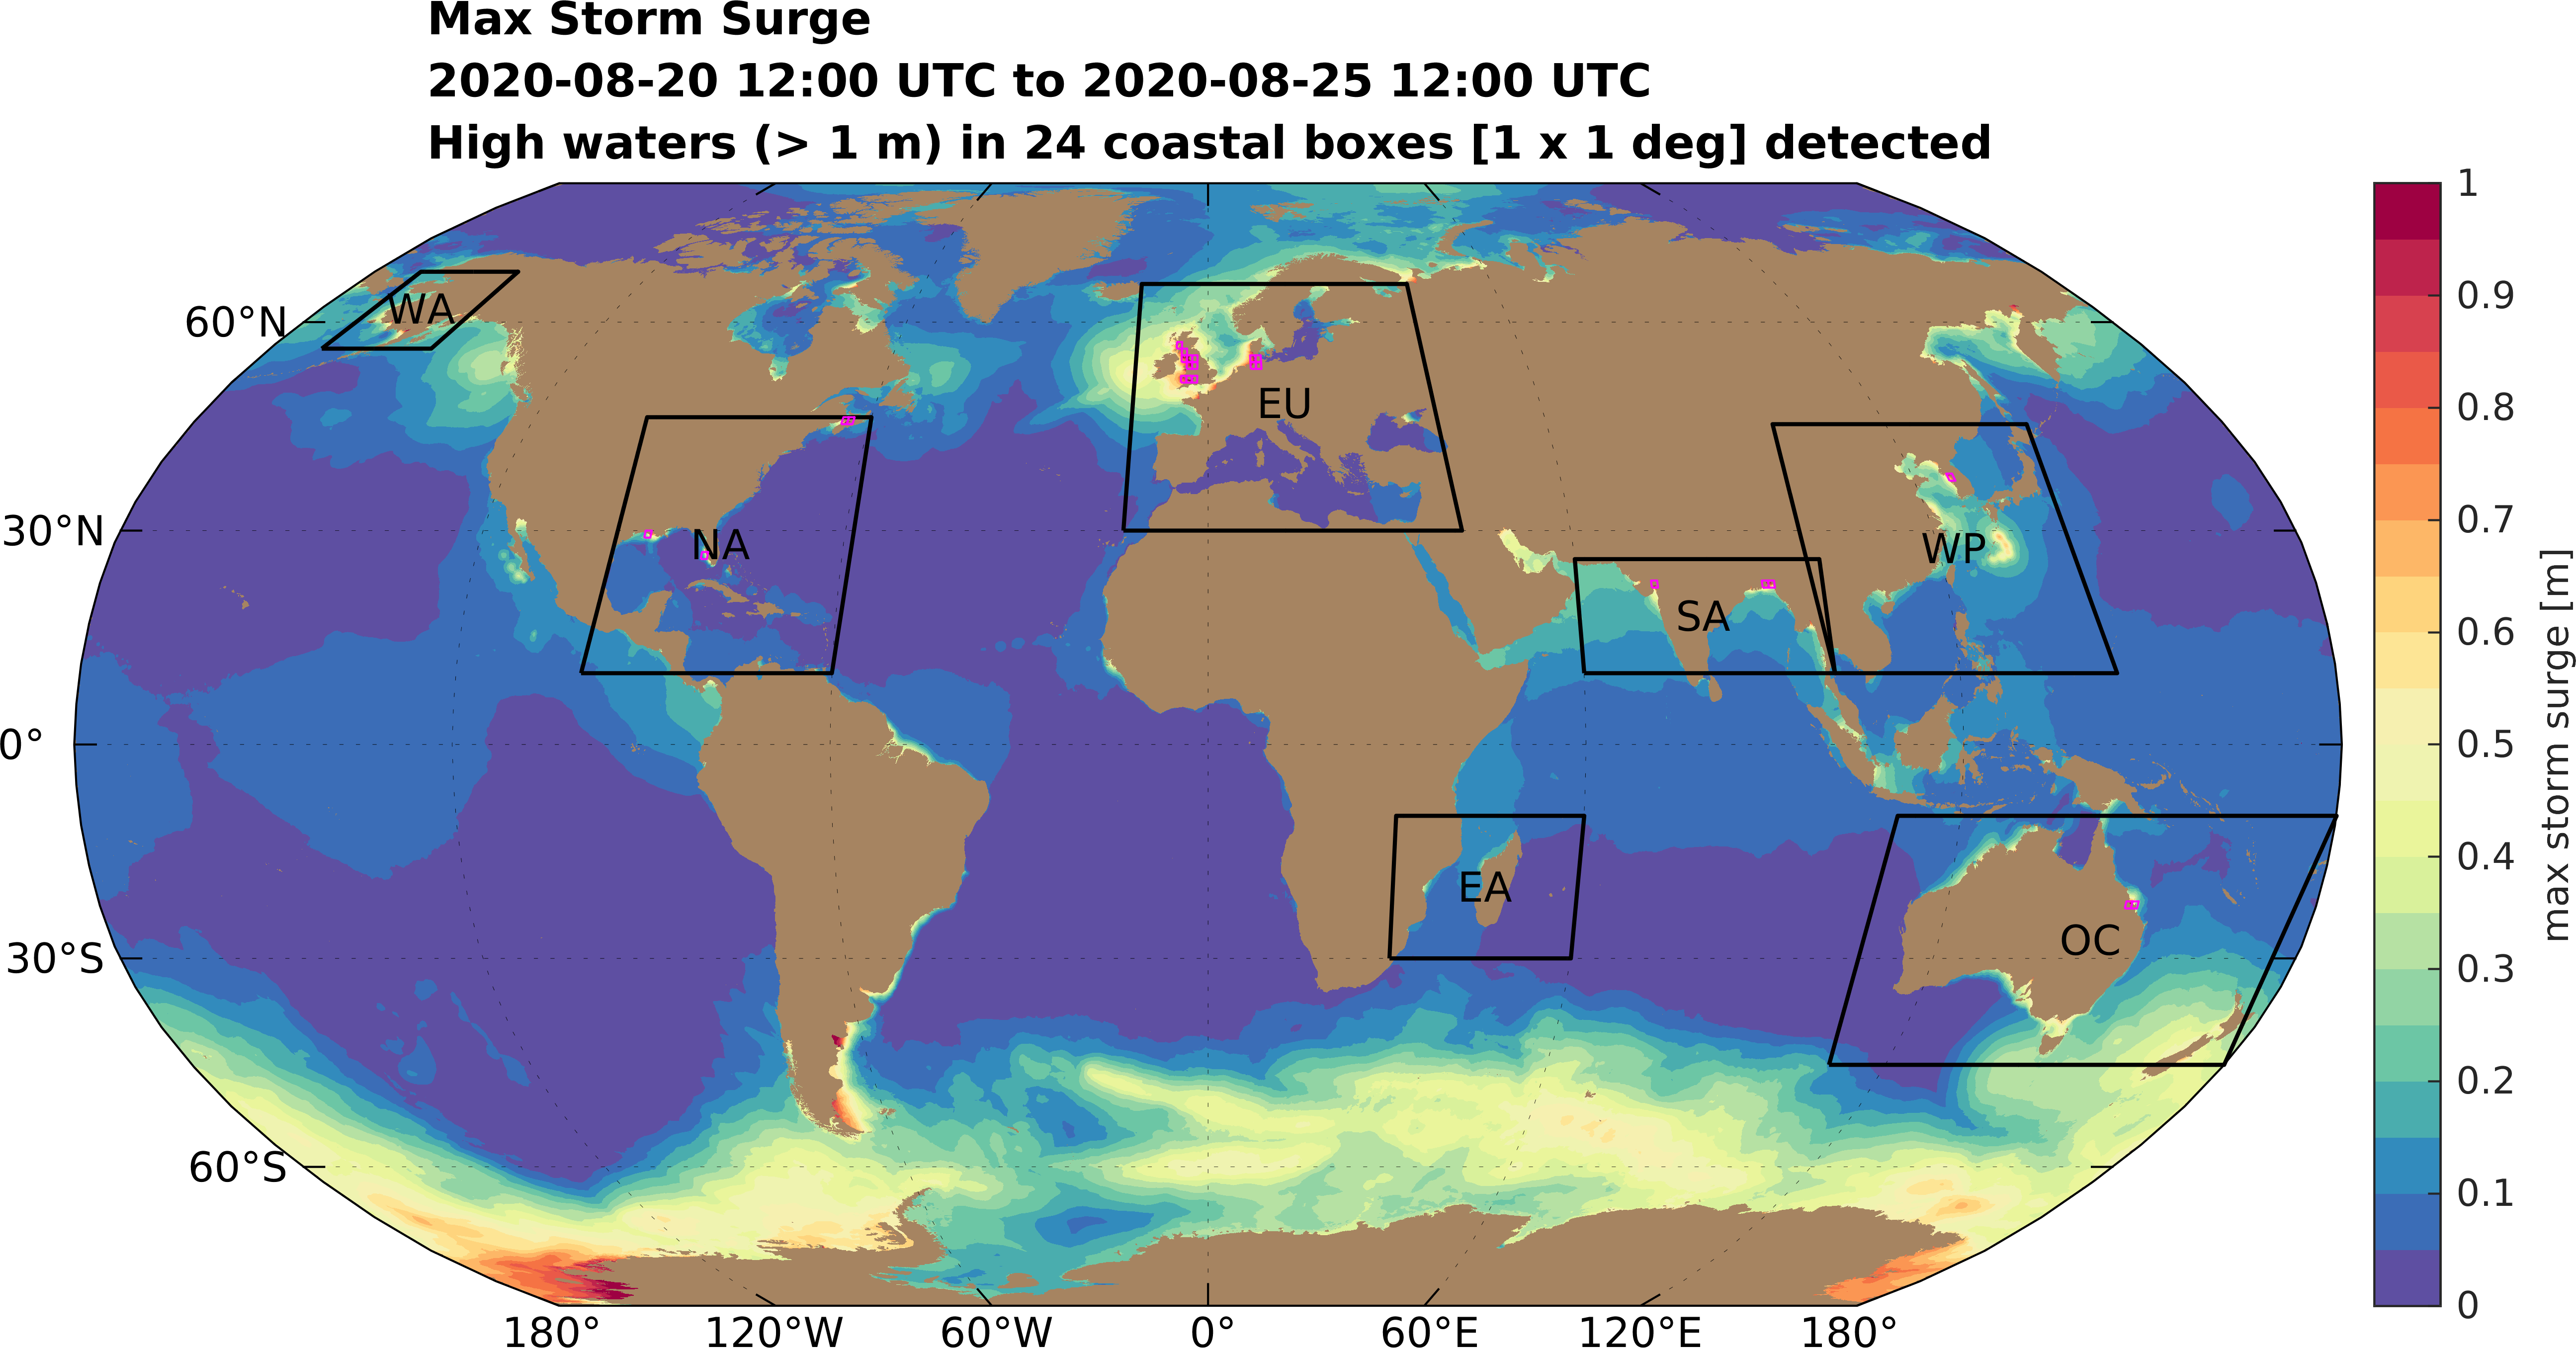 Max Storm Surge
2020-08-20 12:00 UTC to 2020-08-25 12:00 UTC
High waters (> 1 m) in 24 coastal boxes [1 x 1 deg] detected
WA
NA
EU
SA
WP
EA
OC
60°N
30°N
0°
30°S
60°S
180°
120°W
60°W
0°
60°E
120°E
180°
1
0.9
0.8
0.7
0.6
0.5
0.4
0.3
0.2
0.1
0
max storm surge [m]